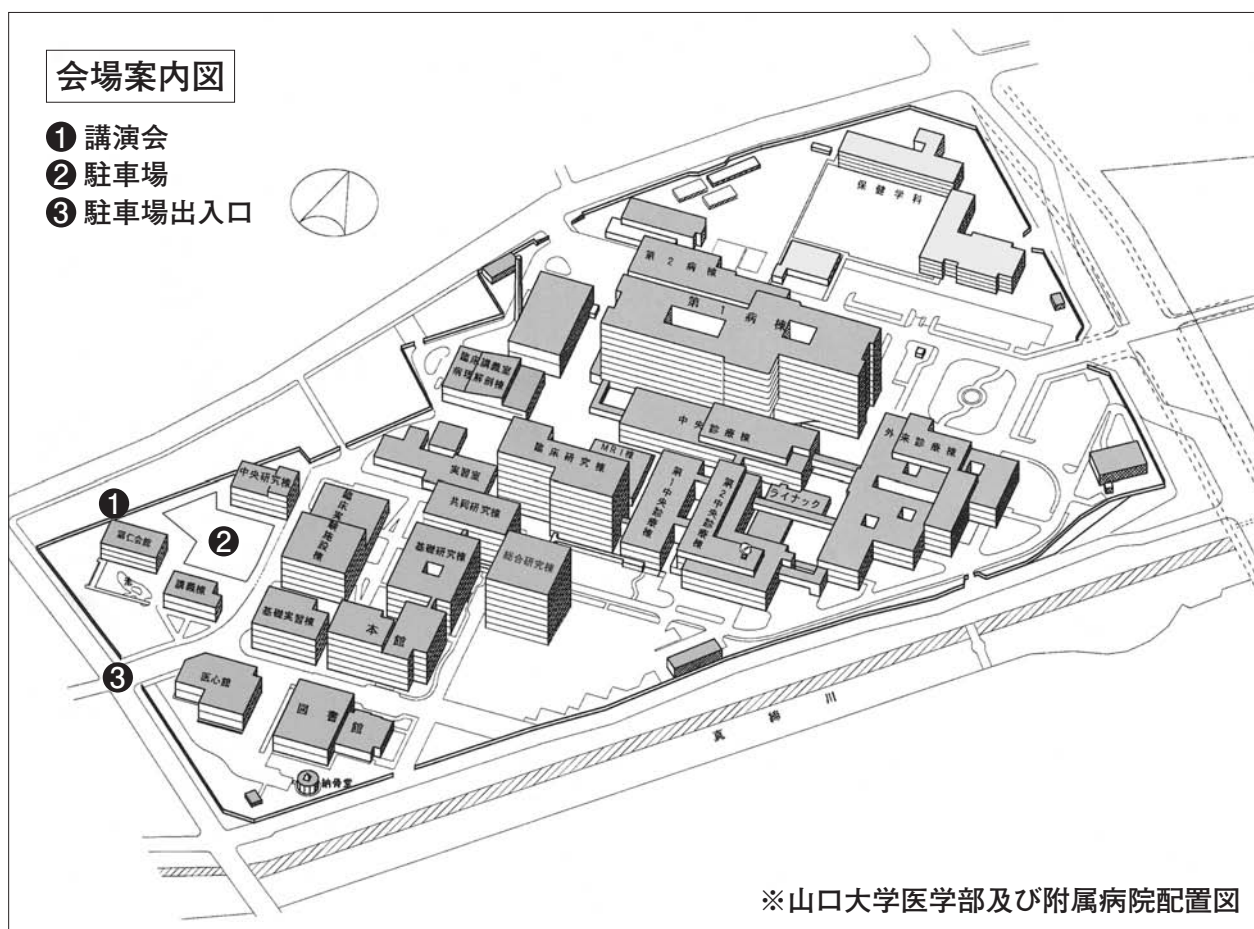 会場案内図
❶ 講演会
❷ 駐車場
❸ 駐車場出入口
保健学科
第2病棟
第1病棟
臨床講義室
病理解剖棟
中央診療棟
外来診療棟
MRI棟
臨床研究棟
実習室
中央研究棟
第1中央診療棟
第2中央診療棟
ライナック
共同研究棟
臨床実験施設棟
❶
霜仁会館
❷
基礎研究棟
総合研究棟
講義棟
基礎実習棟
本館
❸
医心館
図書館
納骨堂
真締川
※山口大学医学部及び附属病院配置図